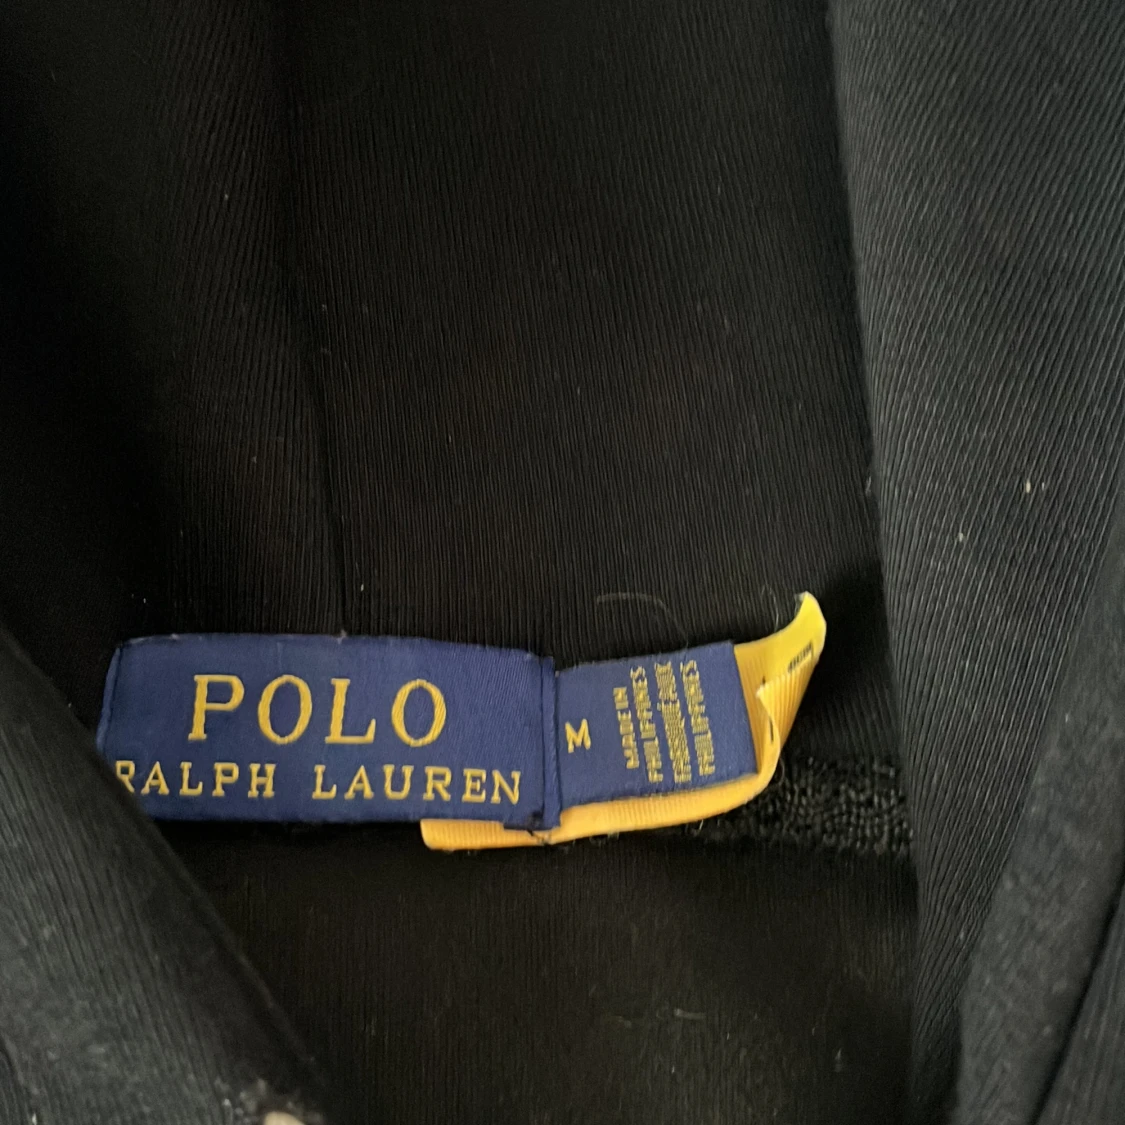 POLO
RALPH LAUREN
M
MADE IN
PHILIPPINES
FABRIQUÉ AUX
PHILIPPINES